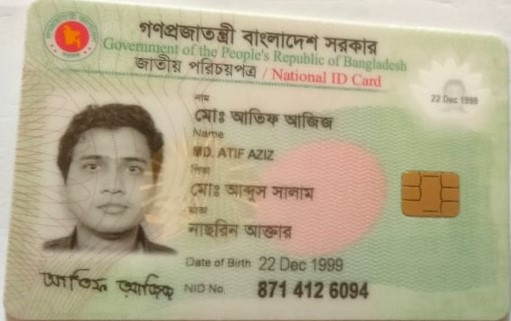 গণপ্রজাতন্ত্রী বাংলাদেশ সরকার
Government of the People's Republic of Bangladesh
জাতীয় পরিচয়পত্র / National ID Card
22 Dec 1999
নাম
মোঃ আতিফ আজিজ
Name
MD. ATIF AZIZ
পিতা
মোঃ আব্দুস সালাম
মাতা
নাছরিন আক্তার
Date of Birth 22 Dec 1999
আতিফ আজিজ
NID No. 871 412 6094